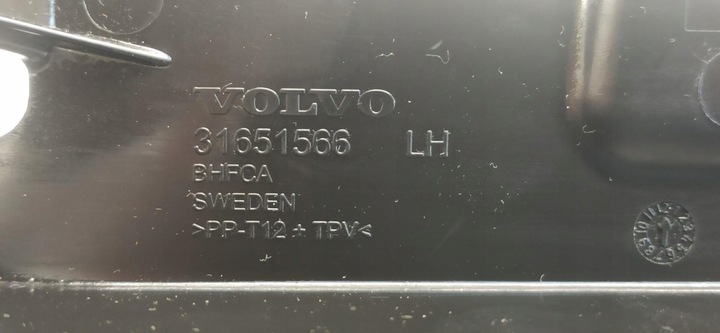 VOLVO
31651566 LH
BHFCA
SWEDEN
>PP-T12+TPV<